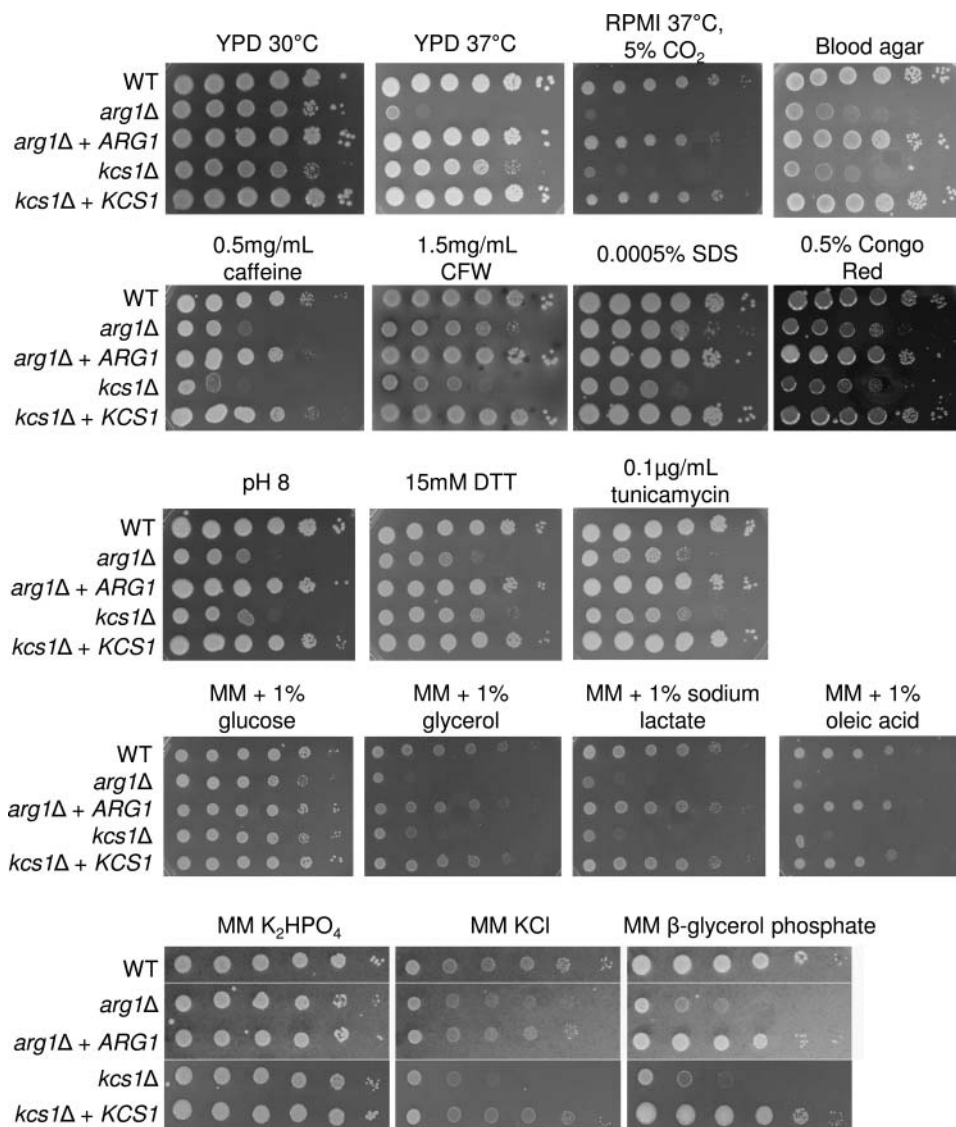 YPD 30°C YPD 37°C RPMI 37°C, 5% CO₂ Blood agar
WT
arg1Δ
arg1Δ + ARG1
kcs1Δ
kcs1Δ + KCS1
0.5mg/mL caffeine 1.5mg/mL CFW 0.0005% SDS 0.5% Congo Red
WT
arg1Δ
arg1Δ + ARG1
kcs1Δ
kcs1Δ + KCS1
pH 8 15mM DTT 0.1µg/mL tunicamycin
WT
arg1Δ
arg1Δ + ARG1
kcs1Δ
kcs1Δ + KCS1
MM + 1% glucose MM + 1% glycerol MM + 1% sodium lactate MM + 1% oleic acid
WT
arg1Δ
arg1Δ + ARG1
kcs1Δ
kcs1Δ + KCS1
MM K₂HPO₄ MM KCl MM β-glycerol phosphate
WT
arg1Δ
arg1Δ + ARG1
kcs1Δ
kcs1Δ + KCS1